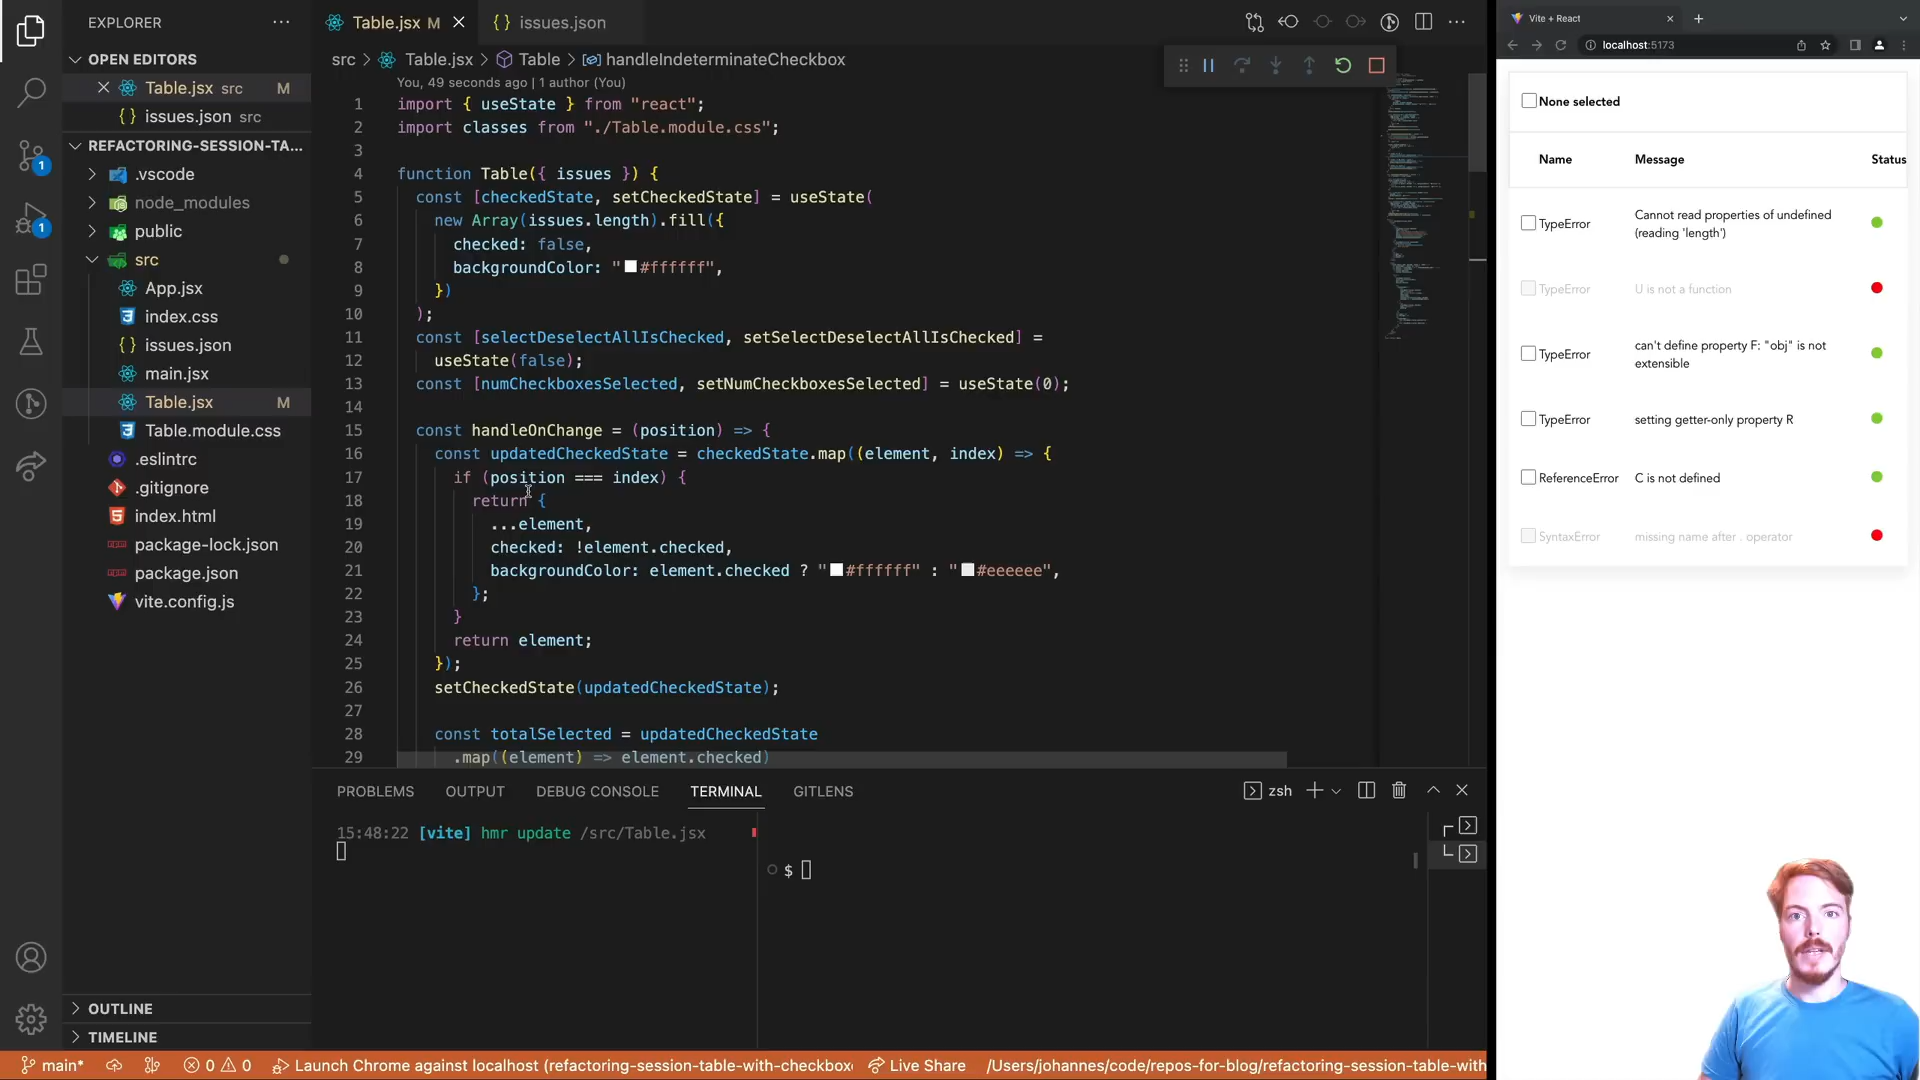 EXPLORER
OPEN EDITORS
Table.jsx src M
issues.json src
REFACTORING-SESSION-TA...
.vscode
node_modules
public
src
App.jsx
index.css
issues.json
main.jsx
Table.jsx M
Table.module.css
.eslintrc
.gitignore
index.html
package-lock.json
package.json
vite.config.js
OUTLINE
TIMELINE
1
1
Table.jsx M
issues.json
src > Table.jsx > Table > handleIndeterminateCheckbox
You, 49 seconds ago | 1 author (You)
1 import { useState } from "react";
2 import classes from "./Table.module.css";
3
4 function Table({ issues }) {
5 const [checkedState, setCheckedState] = useState(
6 new Array(issues.length).fill({
7 checked: false,
8 backgroundColor: "#ffffff",
9 })
10 );
11 const [selectDeselectAllIsChecked, setSelectDeselectAllIsChecked] =
12 useState(false);
13 const [numCheckboxesSelected, setNumCheckboxesSelected] = useState(0);
14
15 const handleOnChange = (position) => {
16 const updatedCheckedState = checkedState.map((element, index) => {
17 if (position === index) {
18 return {
19 ...element,
20 checked: !element.checked,
21 backgroundColor: element.checked ? "#ffffff" : "#eeeeee",
22 };
23 }
24 return element;
25 });
26 setCheckedState(updatedCheckedState);
27
28 const totalSelected = updatedCheckedState
29 .map((element) => element.checked)
PROBLEMS OUTPUT DEBUG CONSOLE TERMINAL GITLENS
zsh
15:48:22 [vite] hmr update /src/Table.jsx
$
main* 0 0 Launch Chrome against localhost (refactoring-session-table-with-checkbox Live Share /Users/johannes/code/repos-for-blog/refactoring-session-table-with
Vite + React
localhost:5173
None selected
Name Message Status
TypeError Cannot read properties of undefined
(reading 'length')
TypeError U is not a function
TypeError can't define property F: "obj" is not
extensible
TypeError setting getter-only property R
ReferenceError C is not defined
SyntaxError missing name after . operator